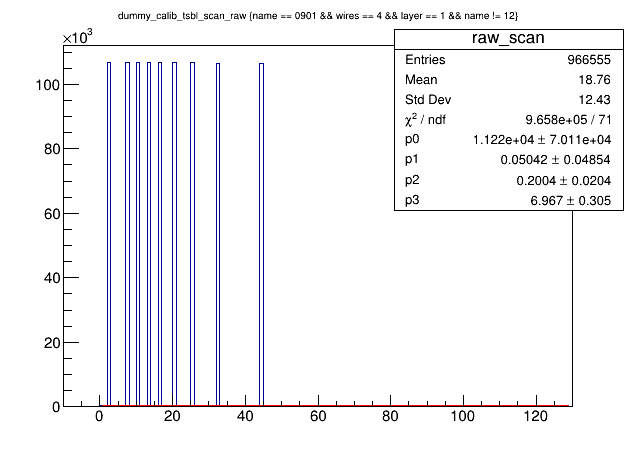 dummy_calib_tsbl_scan_raw {name == 0901 && wires == 4 && layer == 1 && name != 12}
×10³
raw_scan
Entries 966555
Mean 18.76
Std Dev 12.43
χ² / ndf 9.658e+05 / 71
p0 1.122e+04 ± 7.011e+04
p1 0.05042 ± 0.04854
p2 0.2004 ± 0.0204
p3 6.967 ± 0.305
100
80
60
40
20
0
0 20 40 60 80 100 120